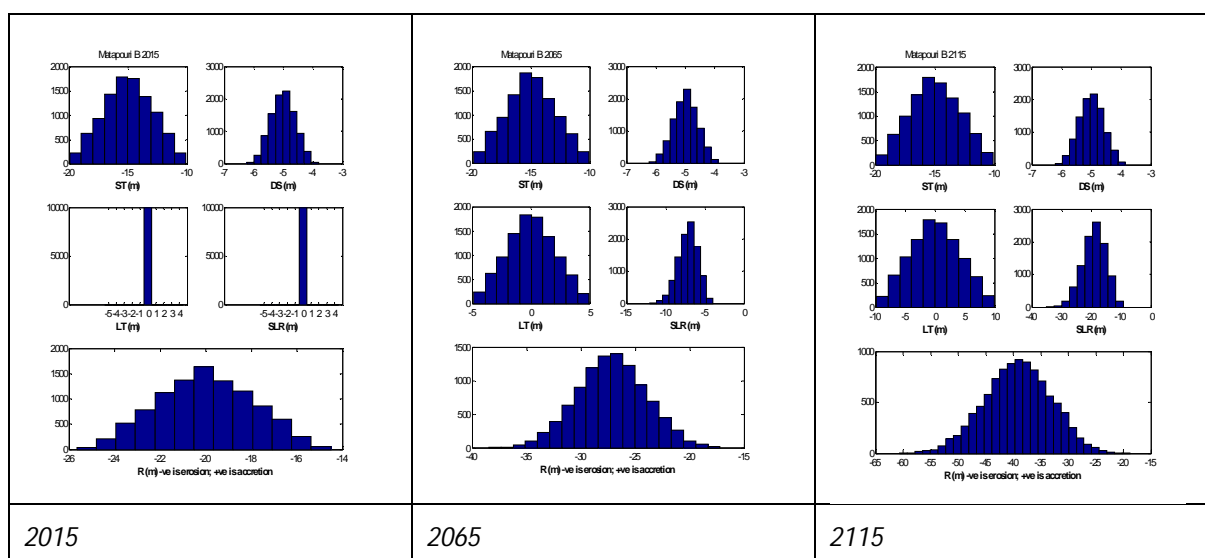 Matapouri B 2015
2000
1500
1000
500
0
-20 -15 -10
ST (m)
3000
2000
1000
0
-7 -6 -5 -4 -3
DS (m)
10000
5000
0
-5-4-3-2-1 0 1 2 3 4
LT (m)
10000
5000
0
-5-4-3-2-1 0 1 2 3 4
SLR (m)
2000
1500
1000
500
0
-26 -24 -22 -20 -18 -16 -14
R (m) -ve is erosion; +ve is accretion
2015
Matapouri B 2065
2000
1500
1000
500
0
-20 -15 -10
ST (m)
3000
2000
1000
0
-7 -6 -5 -4 -3
DS (m)
2000
1500
1000
500
0
-5 0 5
LT (m)
3000
2000
1000
0
-15 -10 -5 0
SLR (m)
1500
1000
500
0
-40 -35 -30 -25 -20 -15
R (m) -ve is erosion; +ve is accretion
2065
Matapouri B 2115
2000
1500
1000
500
0
-20 -15 -10
ST (m)
3000
2000
1000
0
-7 -6 -5 -4 -3
DS (m)
2000
1500
1000
500
0
-10 -5 0 5 10
LT (m)
3000
2000
1000
0
-40 -30 -20 -10 0
SLR (m)
1000
500
0
-65 -60 -55 -50 -45 -40 -35 -30 -25 -20 -15
R (m) -ve is erosion; +ve is accretion
2115